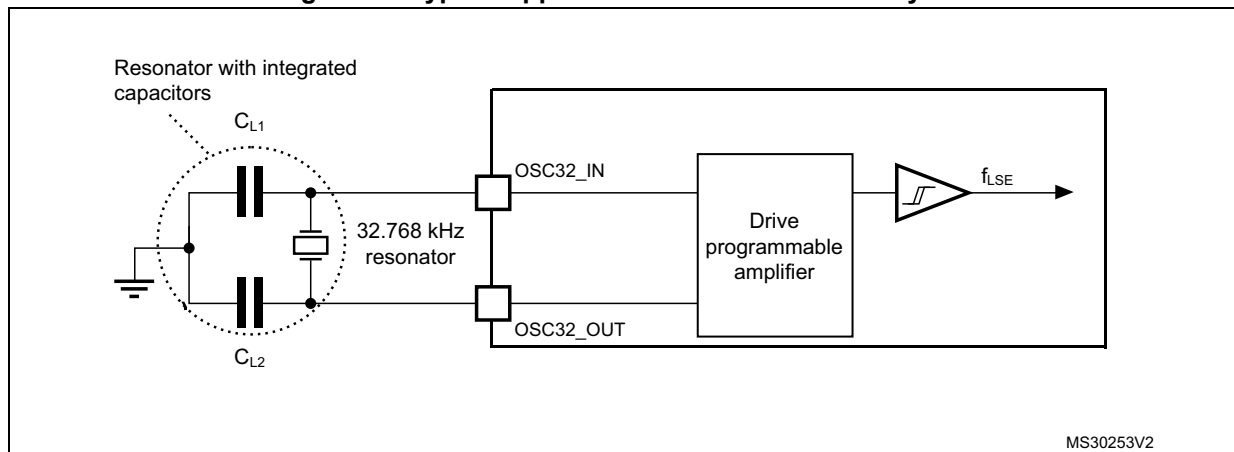 Resonator with integrated
capacitors
CL1
OSC32_IN
fLSE
32.768 kHz
resonator
Drive
programmable
amplifier
OSC32_OUT
CL2
MS30253V2